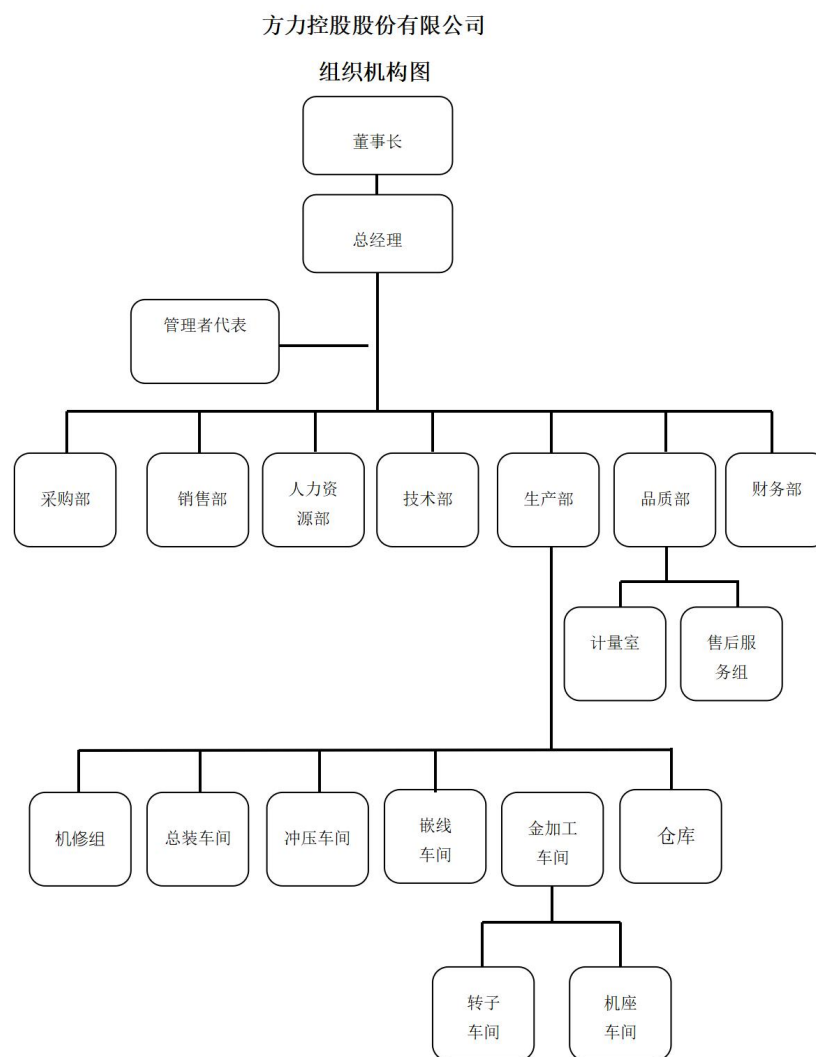 方力控股股份有限公司
组织机构图
董事长
总经理
管理者代表
采购部
销售部
人力资
源部
技术部
生产部
品质部
财务部
计量室
售后服
务组
机修组
总装车间
冲压车间
嵌线
车间
金加工
车间
仓库
转子
车间
机座
车间